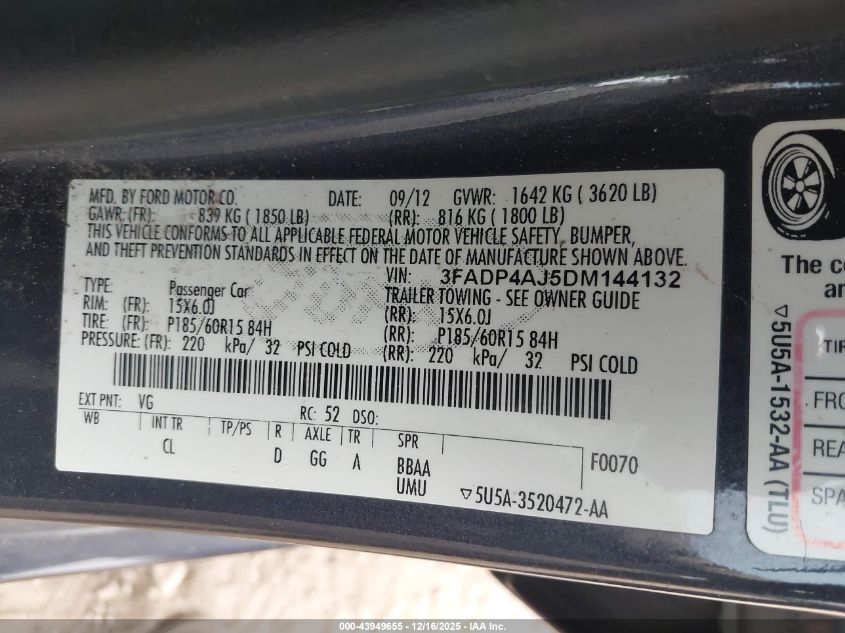 MFD. BY FORD MOTOR CO. DATE: 09/12 GVWR: 1642 KG ( 3620 LB)
GAWR: (FR): 839 KG ( 1850 LB) (RR): 816 KG ( 1800 LB)
THIS VEHICLE CONFORMS TO ALL APPLICABLE FEDERAL MOTOR VEHICLE SAFETY, BUMPER,
AND THEFT PREVENTION STANDARDS IN EFFECT ON THE DATE OF MANUFACTURE SHOWN ABOVE.
VIN: 3FADP4AJ5DM144132
TYPE: Passenger Car TRAILER TOWING - SEE OWNER GUIDE
RIM: (FR): 15X6.0J (RR): 15X6.0J
TIRE: (FR): P185/60R15 84H (RR): P185/60R15 84H
PRESSURE: (FR): 220 kPa/ 32 PSI COLD (RR): 220 kPa/ 32 PSI COLD
EXT PNT: VG RC: 52 DSO:
WB INT TR TP/PS R AXLE TR SPR
CL D GG A BBAA F0070
UMU ▽5U5A-3520472-AA
▽5U5A-1532-AA (TLU)
The co
an
TIR
FRO
REA
SPA
000-43949655 - 12/16/2025 - IAA Inc.